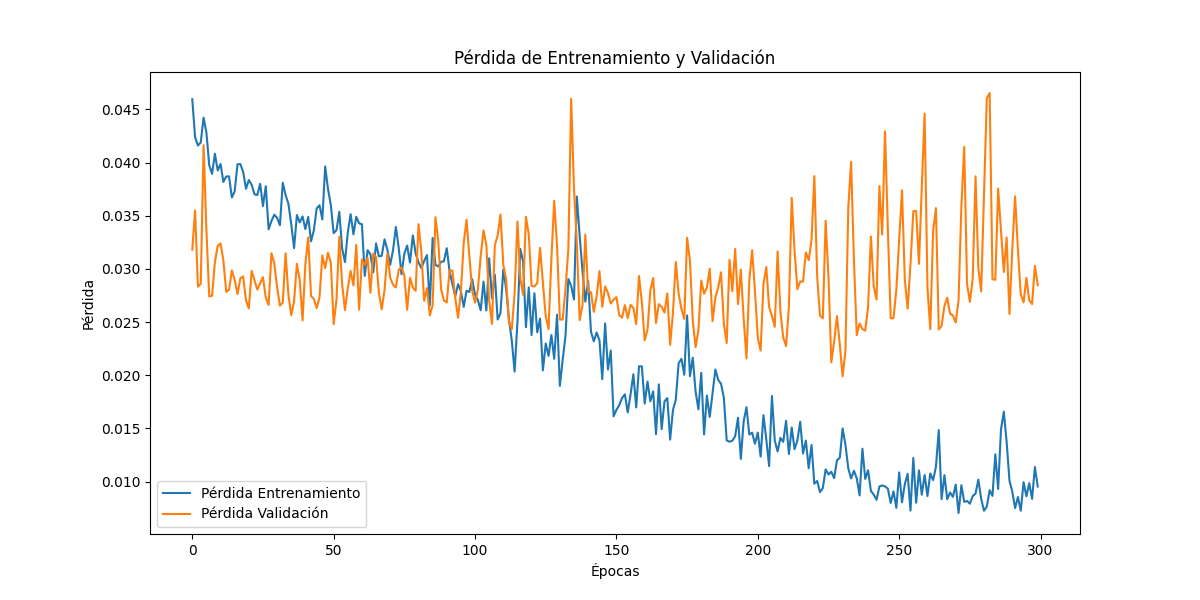 Pérdida de Entrenamiento y Validación
Pérdida
0.045
0.040
0.035
0.030
0.025
0.020
0.015
0.010
Pérdida Entrenamiento
Pérdida Validación
0 50 100 150 200 250 300
Épocas